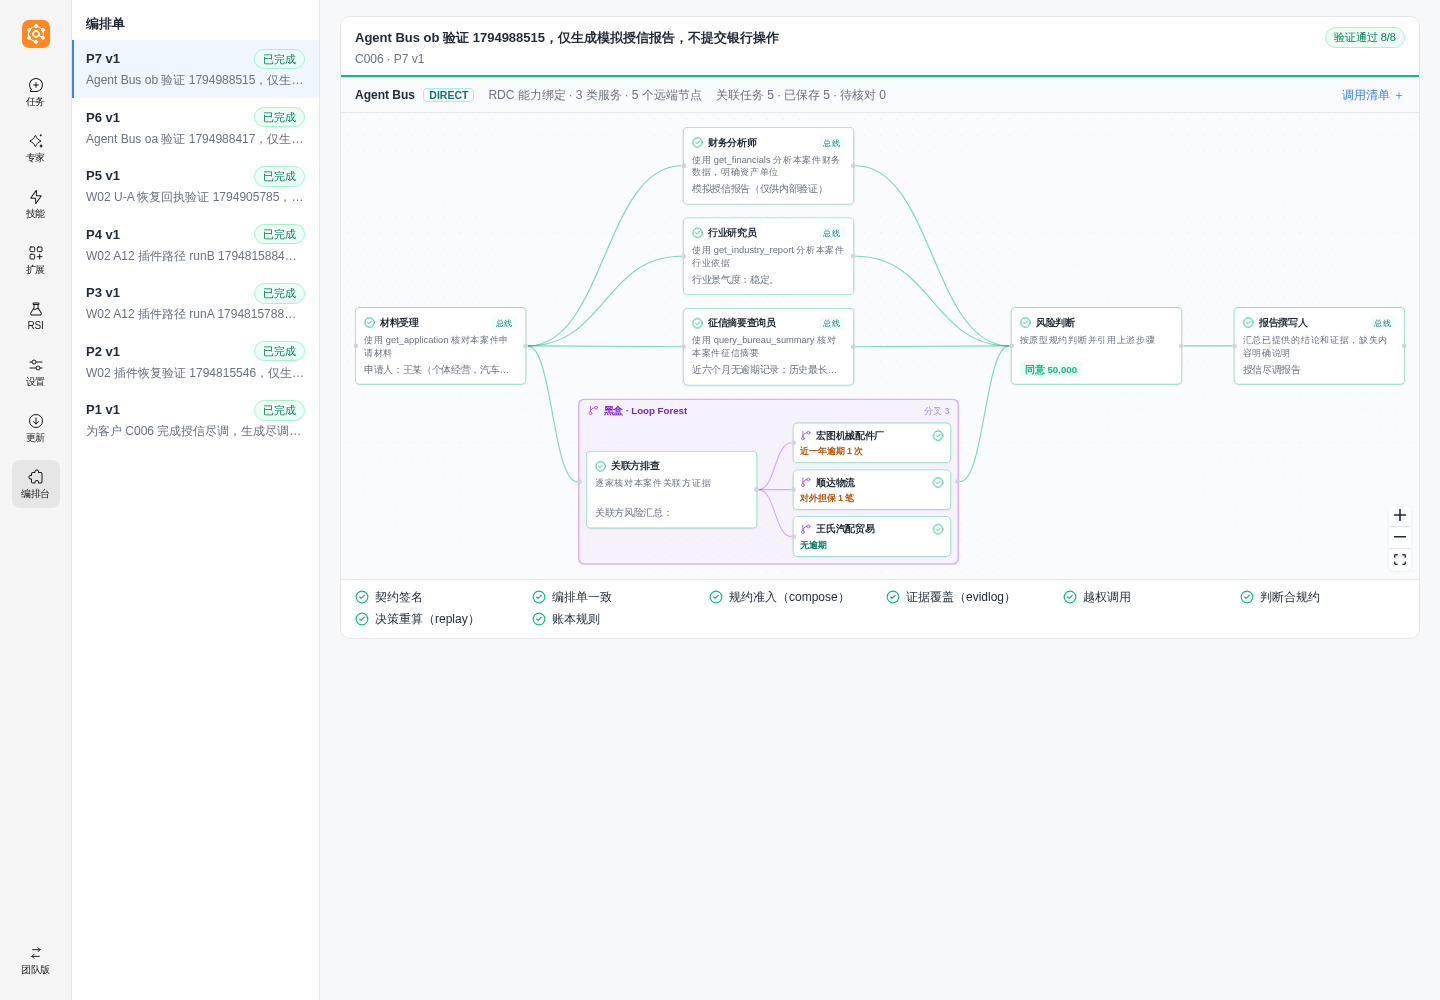 任务
专家
技能
扩展
RSI
设置
更新
编排台
团队版
编排单
P7 v1
已完成
Agent Bus ob 验证 1794988515，仅生…
P6 v1
已完成
Agent Bus oa 验证 1794988417，仅生…
P5 v1
已完成
W02 U-A 恢复回执验证 1794905785，…
P4 v1
已完成
W02 A12 插件路径 runB 1794815884…
P3 v1
已完成
W02 A12 插件路径 runA 1794815788…
P2 v1
已完成
W02 插件恢复验证 1794815546，仅生…
P1 v1
已完成
为客户 C006 完成授信尽调，生成尽调…
Agent Bus ob 验证 1794988515，仅生成模拟授信报告，不提交银行操作
验证通过 8/8
C006 · P7 v1
Agent Bus DIRECT RDC 能力绑定 · 3 类服务 · 5 个远端节点 关联任务 5 · 已保存 5 · 待核对 0 调用清单 +
材料受理 总线
使用 get_application 核对本案件申
请材料
申请人：王某（个体经营，汽车…
财务分析师 总线
使用 get_financials 分析本案件财务
数据，明确资产单位
模拟授信报告（仅供内部验证）
行业研究员 总线
使用 get_industry_report 分析本案件
行业依据
行业景气度：稳定。
征信摘要查询员 总线
使用 query_bureau_summary 核对
本案件征信摘要
近六个月无逾期记录；历史最长…
黑盒 · Loop Forest 分叉 3
关联方排查
逐家核对本案件关联方证据
关联方风险汇总：
宏图机械配件厂
近一年逾期 1 次
顺达物流
对外担保 1 笔
王氏汽配贸易
无逾期
风险判断
按原型规约判断并引用上游步骤
同意 50,000
报告撰写人 总线
汇总已提供的结论和证据，缺失内
容明确说明
授信尽调报告
契约签名 编排单一致 规约准入（compose） 证据覆盖（evidlog） 越权调用 判断合规约
决策重算（replay） 账本规则